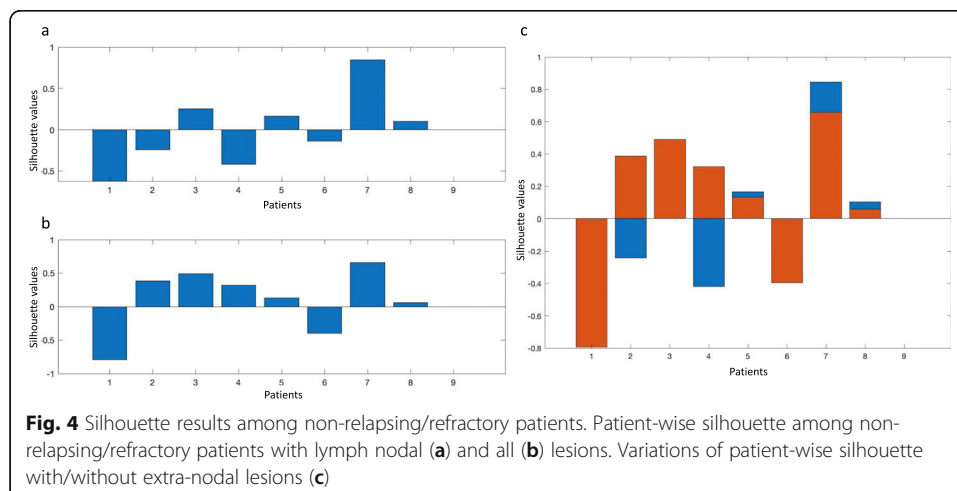 a
Silhouette values
1
0.5
0
-0.5
1 2 3 4 5 6 7 8 9
Patients
b
Silhouette values
1
0.5
0
-0.5
-1
1 2 3 4 5 6 7 8 9
Patients
c
Silhouette values
1
0.8
0.6
0.4
0.2
0
-0.2
-0.4
-0.6
-0.8
1 2 3 4 5 6 7 8 9
Patients
Fig. 4 Silhouette results among non-relapsing/refractory patients. Patient-wise silhouette among non-
relapsing/refractory patients with lymph nodal (a) and all (b) lesions. Variations of patient-wise silhouette
with/without extra-nodal lesions (c)